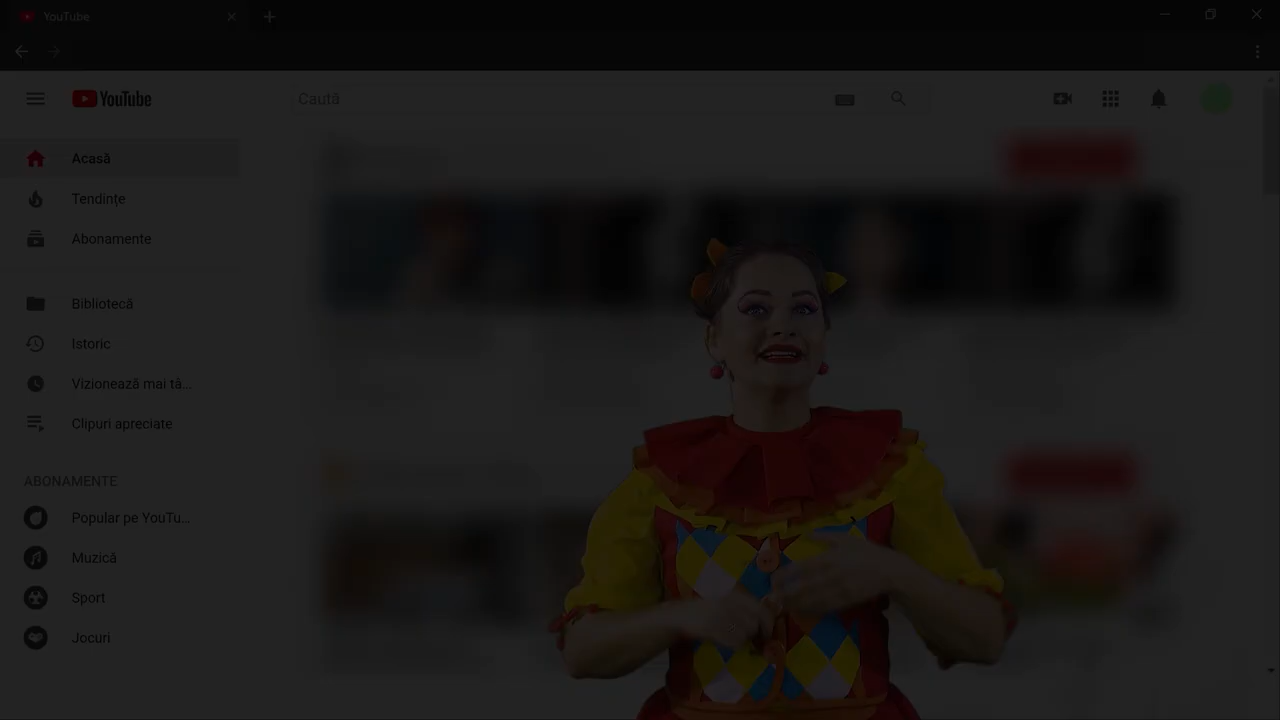 YouTube
YouTube
Caută
Acasă
Tendințe
Abonamente
Bibliotecă
Istoric
Vizionează mai tâ...
Clipuri apreciate
ABONAMENTE
Popular pe YouTu...
Muzică
Sport
Jocuri